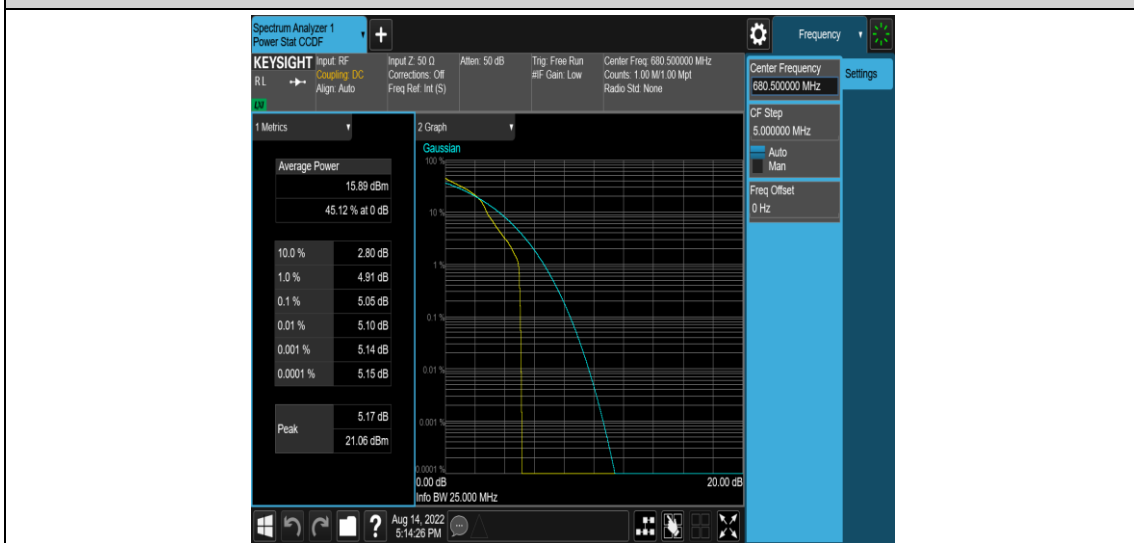 Spectrum Analyzer 1
Power Stat CCDF
+
Frequency
KEYSIGHT
RL
LXI
Input: RF
Coupling: DC
Align: Auto
Input Z: 50 Ω
Corrections: Off
Freq Ref: Int (S)
Atten: 50 dB
Trig: Free Run
#IF Gain: Low
Center Freq: 680.500000 MHz
Counts: 1.00 M/1.00 Mpt
Radio Std: None
Center Frequency
680.500000 MHz
Settings
CF Step
5.000000 MHz
Auto
Man
Freq Offset
0 Hz
1 Metrics
Average Power
15.89 dBm
45.12 % at 0 dB
10.0 % 2.80 dB
1.0 % 4.91 dB
0.1 % 5.05 dB
0.01 % 5.10 dB
0.001 % 5.14 dB
0.0001 % 5.15 dB
Peak
5.17 dB
21.06 dBm
2 Graph
Gaussian
100 %
10 %
1 %
0.1 %
0.01 %
0.001 %
0.0001 %
0.00 dB 20.00 dB
Info BW 25.000 MHz
?
Aug 14, 2022
5:14:26 PM